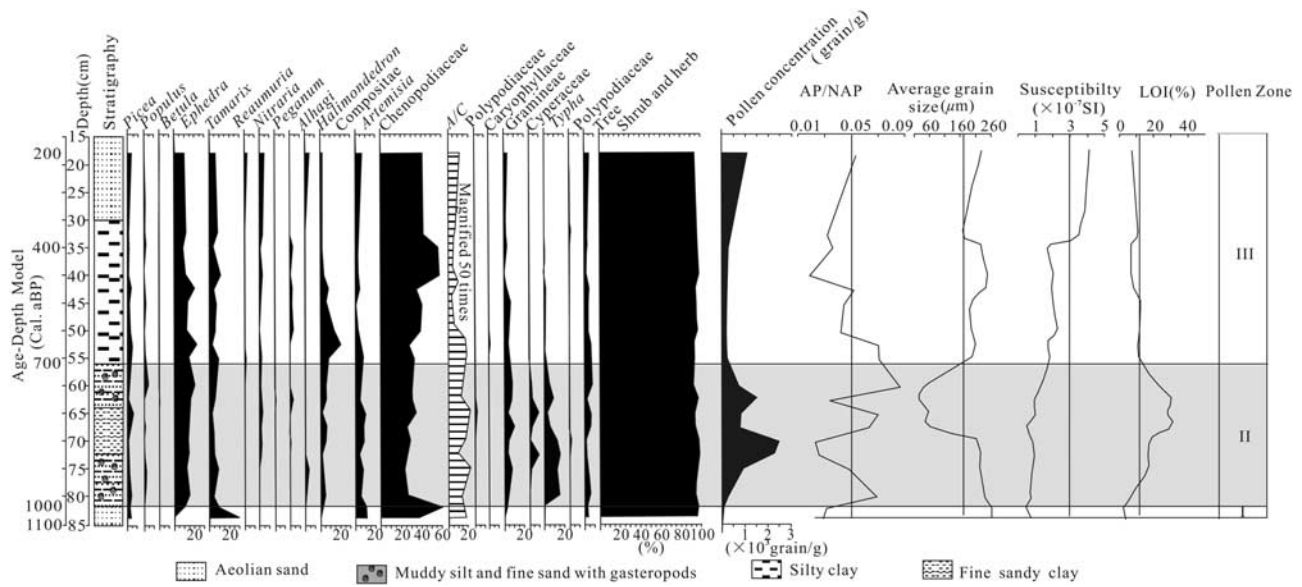 Depth(cm)
Stratigraphy
Picea
Populus
Betula
Ephedra
Tamarix
Reaumuria
Nitraria
Peganum
Alhagi
Halimondedron
Compositae
Artemisia
Chenopodiaceae
A/C
Polypodiaceae
Caryophyllaceae
Gramineae
Cyperaceae
Typha
Polypodiaceae
Tree
Shrub and herb
Pollen concentration
(grain/g)
AP/NAP
Average grain
size(μm)
Susceptibilty
(×10⁻⁷SI)
LOI(%)
Pollen Zone
0.01 0.05 0.09
60 160 260
1 3 5
0 20 40
Age-Depth Model
(Cal. aBP)
15
200
20
25
30
35
400
40
45
50
55
700
60
65
70
75
80
1000
1100 85
Magnified 50 times
III
II
I
20 20 20 20 20 40 60 20 20 20 20 20 40 60 80 100
(%)
1 2 3
(×10³grain/g)
Aeolian sand
Muddy silt and fine sand with gasteropods
Silty clay
Fine sandy clay